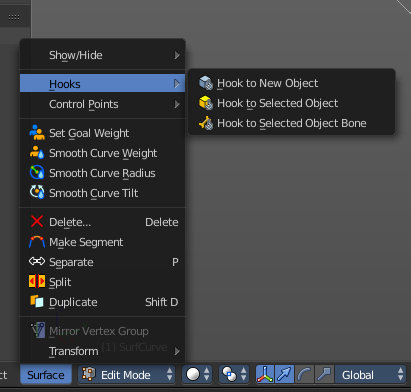 Show/Hide
Hooks
Hook to New Object
Control Points
Hook to Selected Object
Hook to Selected Object Bone
Set Goal Weight
Smooth Curve Weight
Smooth Curve Radius
Smooth Curve Tilt
Delete... Delete
Make Segment
Separate P
Split
Duplicate Shift D
Mirror Vertex Group
(1) SurfCurve
Transform
ct Surface Edit Mode Global